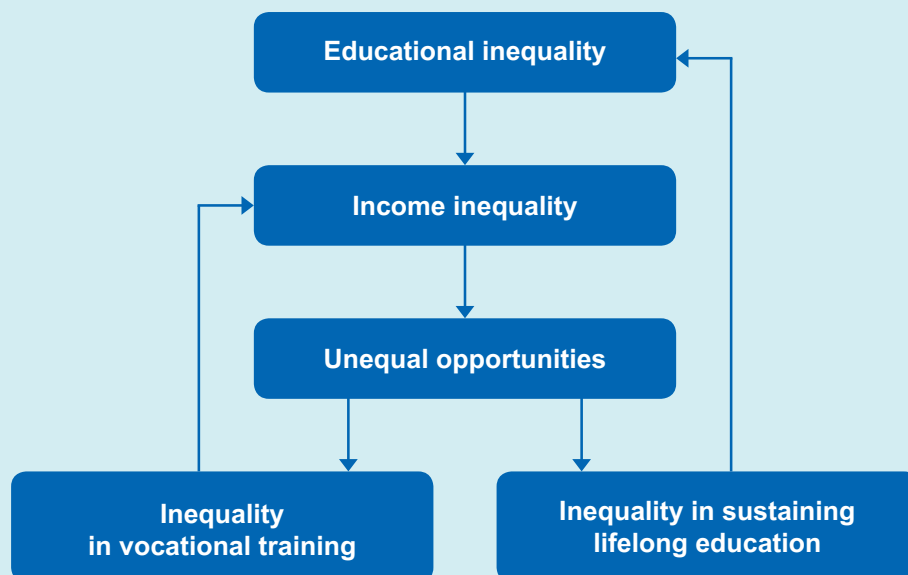 Educational inequality
Income inequality
Unequal opportunities
Inequality
in vocational training
Inequality in sustaining
lifelong education